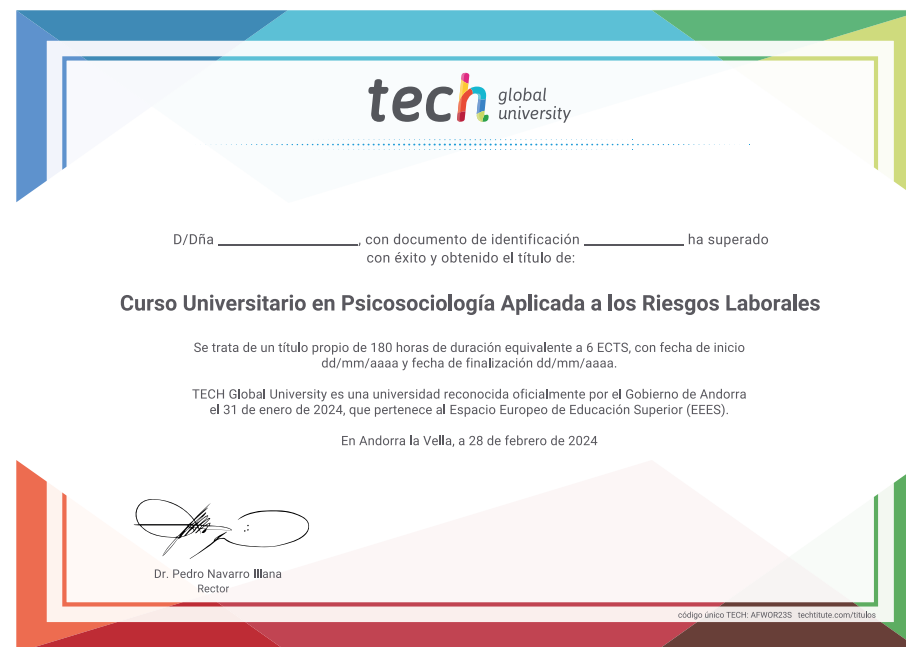 tech global university
D/Dña ____________________, con documento de identificación ______________ ha superado
con éxito y obtenido el título de:
Curso Universitario en Psicosociología Aplicada a los Riesgos Laborales
Se trata de un título propio de 180 horas de duración equivalente a 6 ECTS, con fecha de inicio
dd/mm/aaaa y fecha de finalización dd/mm/aaaa.
TECH Global University es una universidad reconocida oficialmente por el Gobierno de Andorra
el 31 de enero de 2024, que pertenece al Espacio Europeo de Educación Superior (EEES).
En Andorra la Vella, a 28 de febrero de 2024
Dr. Pedro Navarro Illana
Rector
código único TECH: AFWOR23S techtitute.com/titulos